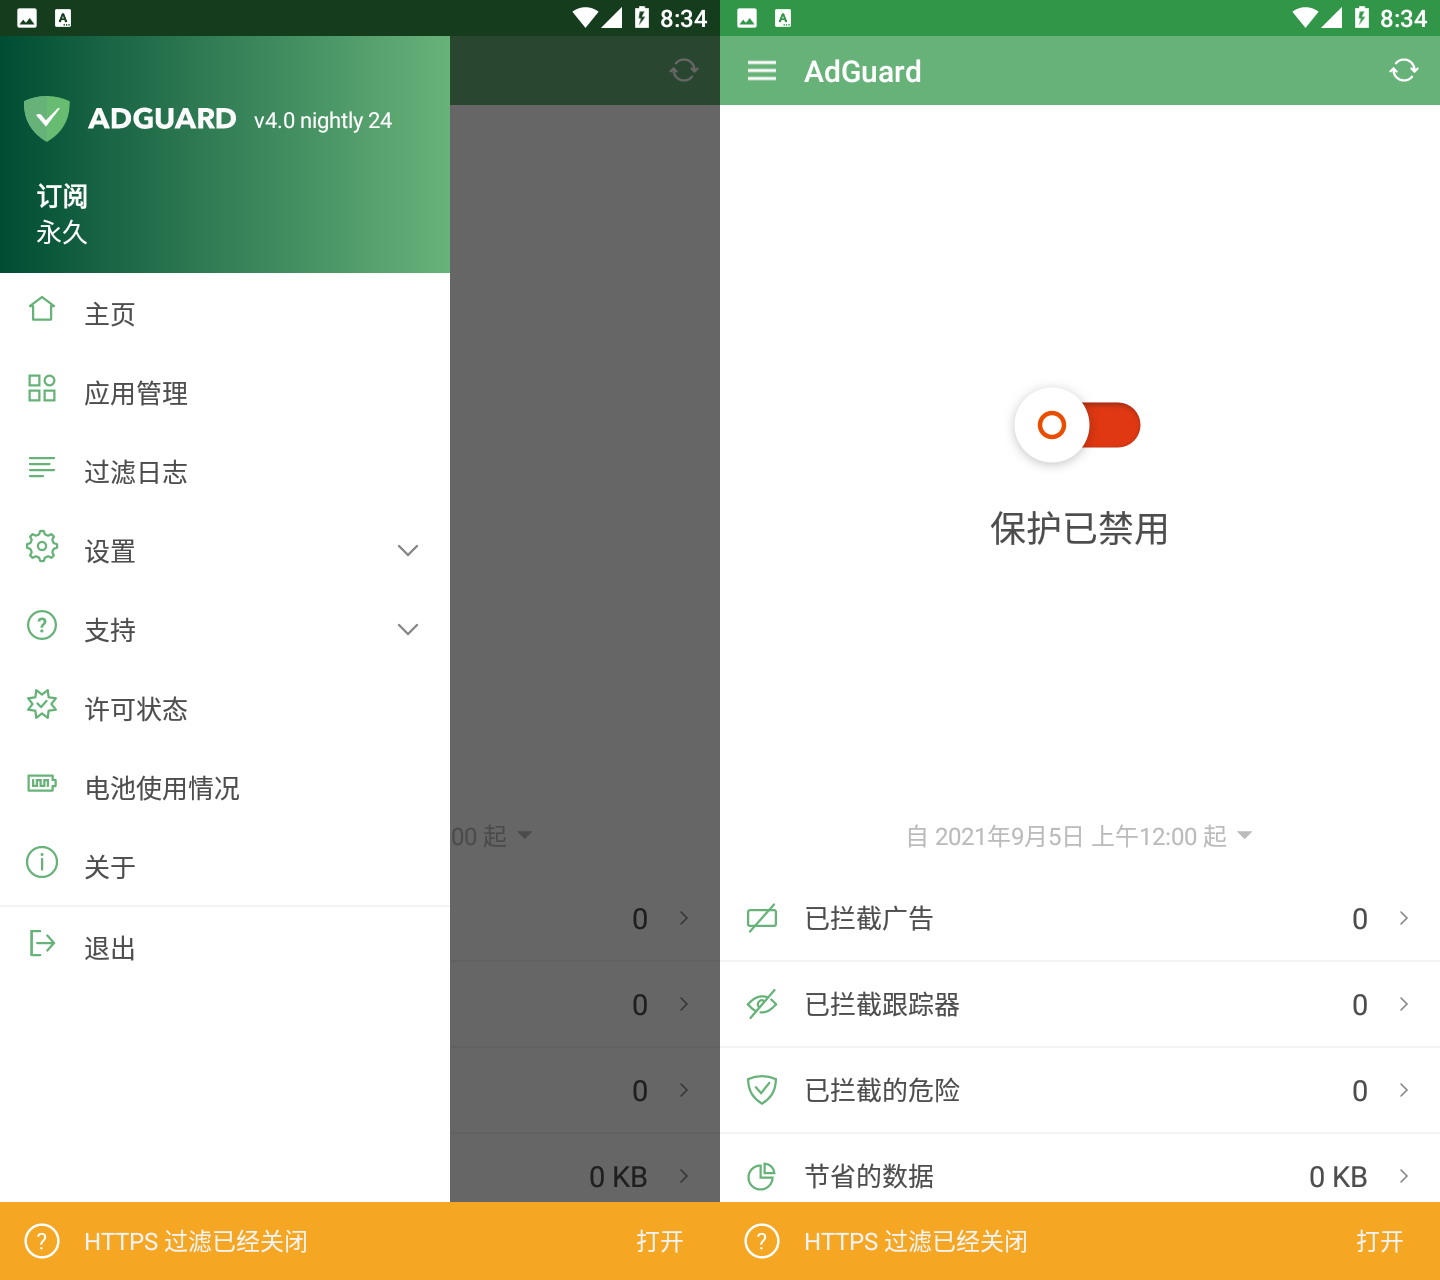 8:34
ADGUARD v4.0 nightly 24
订阅
永久
主页
应用管理
过滤日志
设置
支持
许可状态
电池使用情况
关于
退出
00 起
0
0
0
0 KB
HTTPS 过滤已经关闭 打开
8:34
AdGuard
保护已禁用
自 2021年9月5日 上午12:00 起
已拦截广告 0
已拦截跟踪器 0
已拦截的危险 0
节省的数据 0 KB
HTTPS 过滤已经关闭 打开